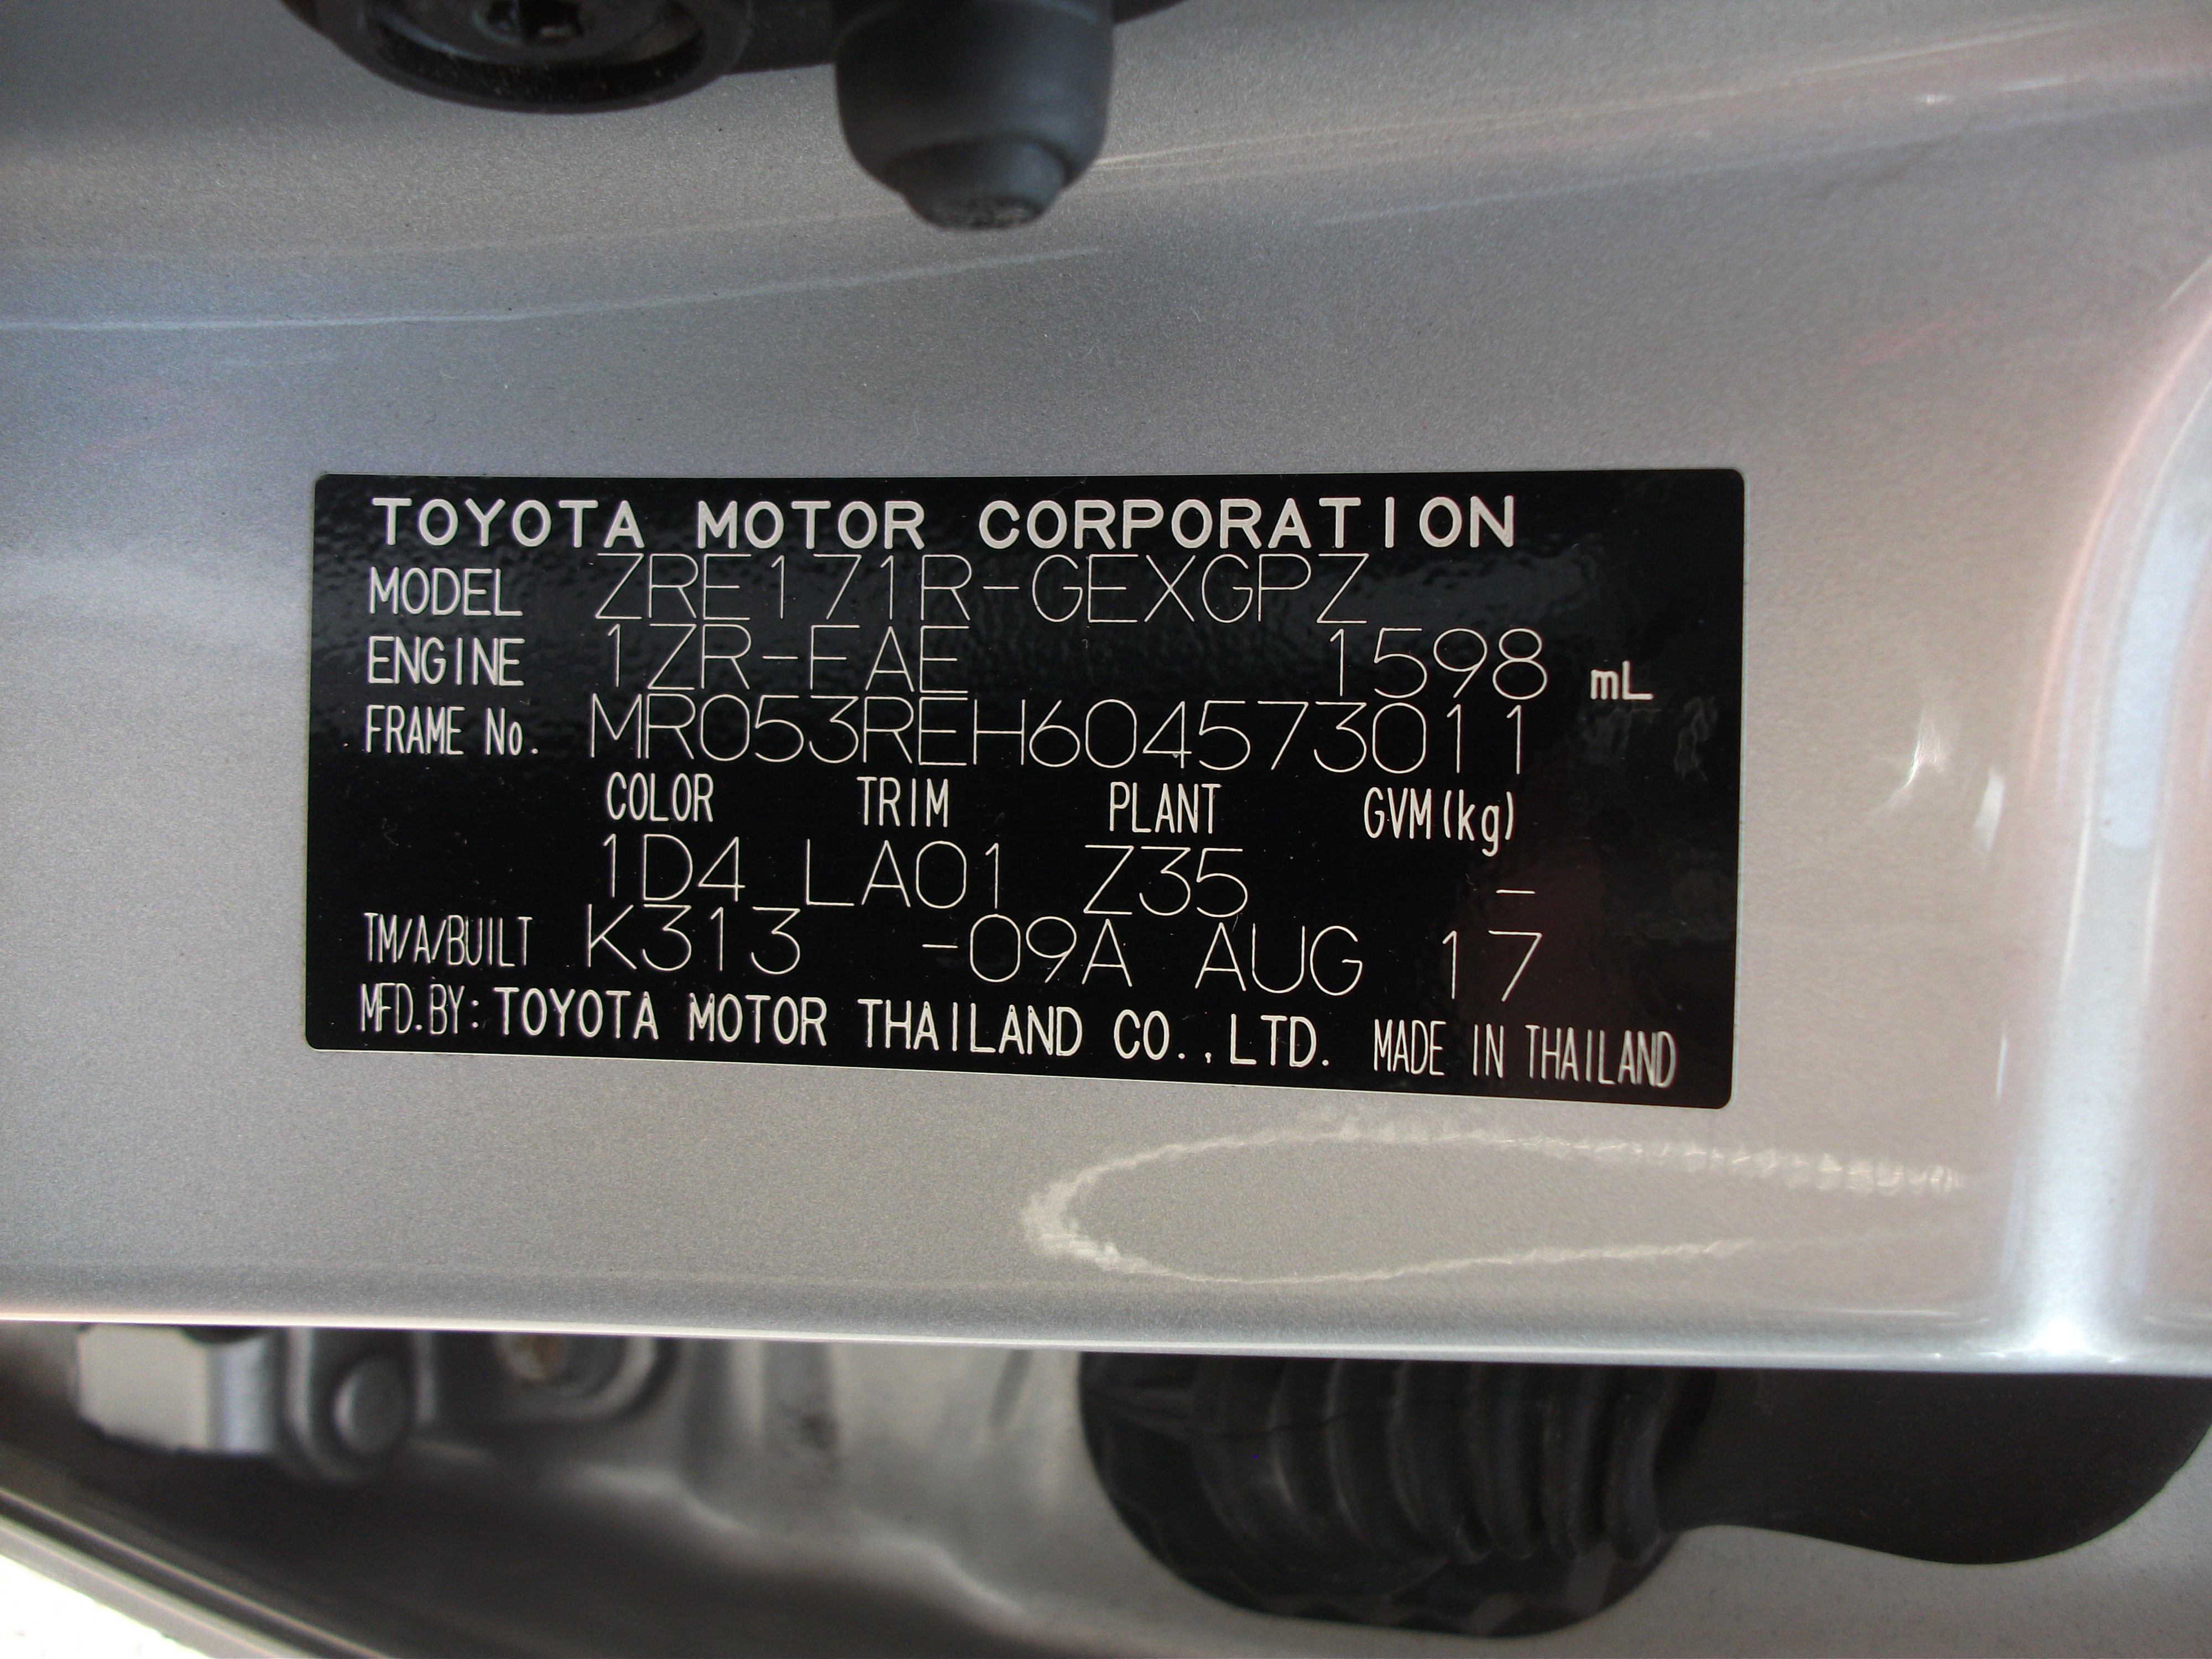 TOYOTA MOTOR CORPORATION
MODEL ZRE171R-GEXGPZ
ENGINE 1ZR-FAE 1598 mL
FRAME No. MR053REH604573011
COLOR TRIM PLANT GVM(kg)
1D4 LA01 Z35 -
TM/A/BUILT K313 -09A AUG 17
MFD.BY: TOYOTA MOTOR THAILAND CO.,LTD. MADE IN THAILAND